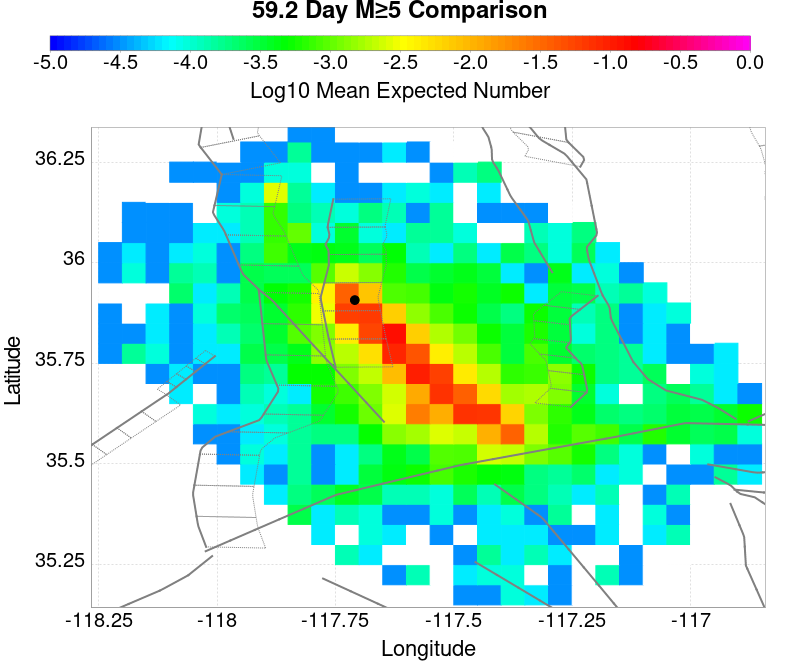 59.2 Day M≥5 Comparison
-5.0 -4.5 -4.0 -3.5 -3.0 -2.5 -2.0 -1.5 -1.0 -0.5 0.0
Log10 Mean Expected Number
36.25
36
35.75
35.5
35.25
Latitude
-118.25 -118 -117.75 -117.5 -117.25 -117
Longitude